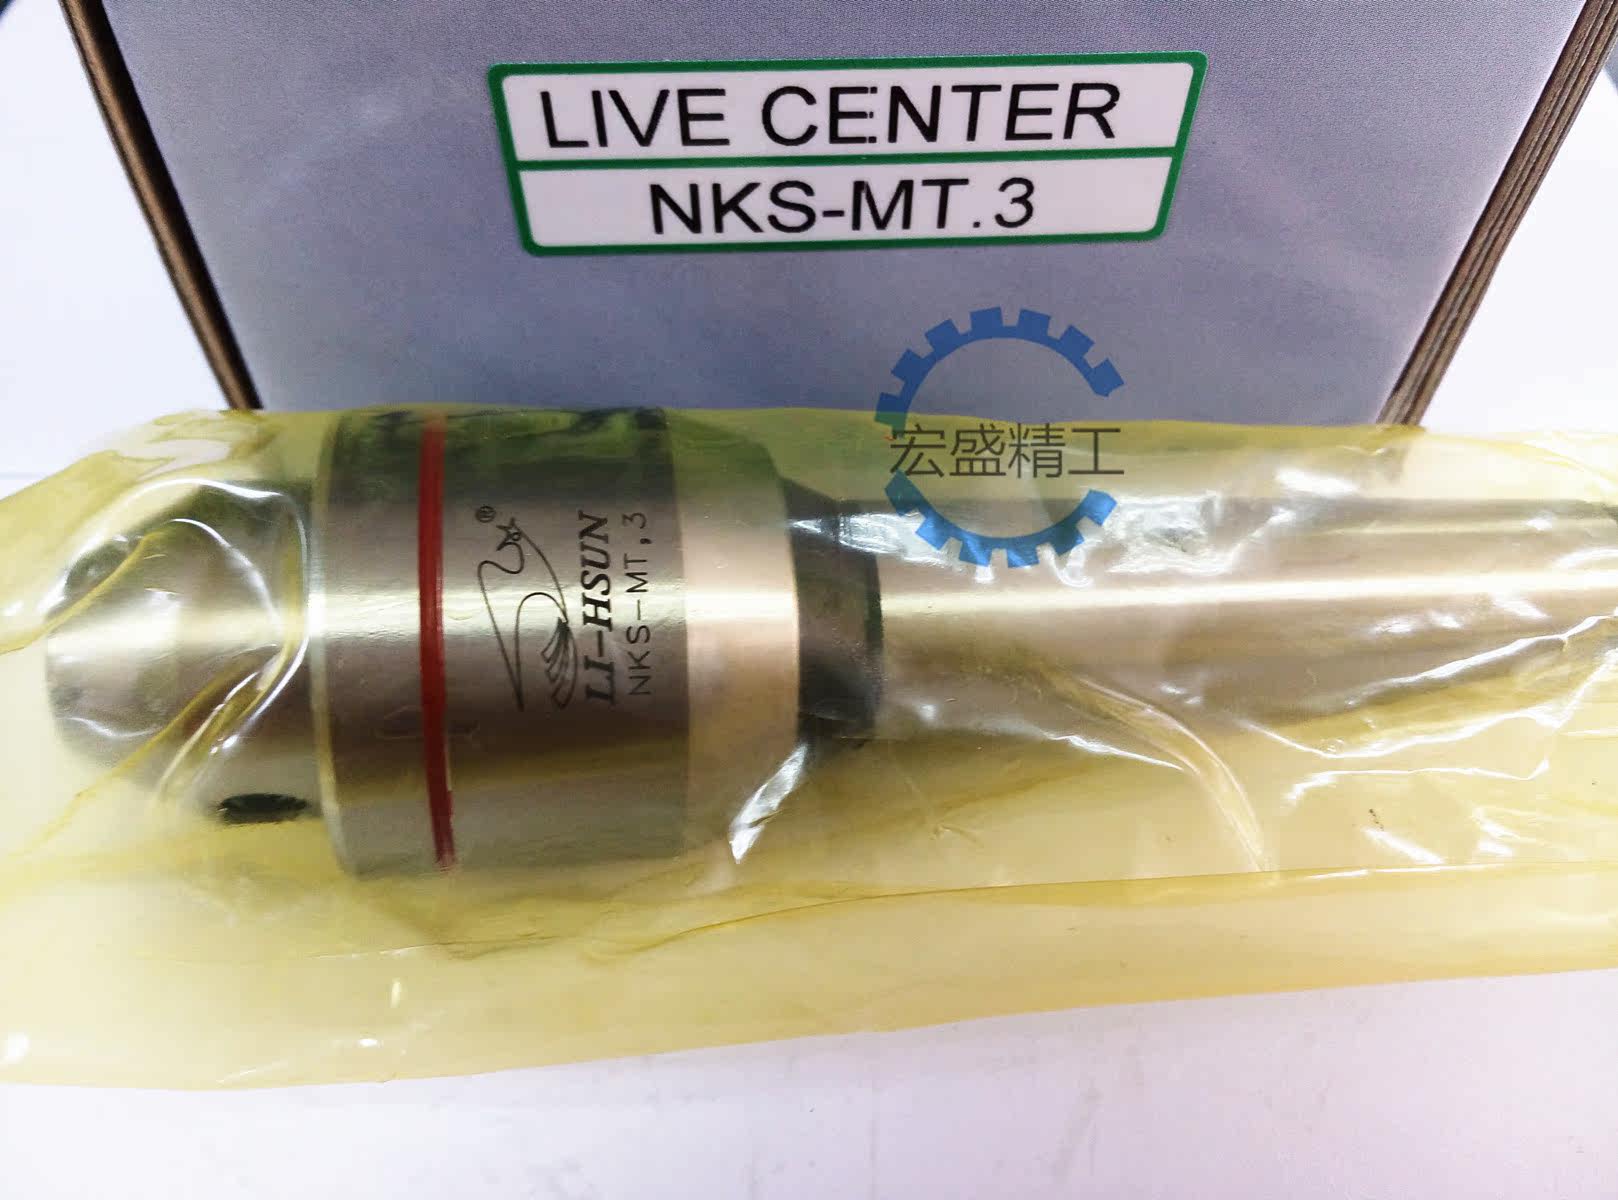 LIVE CENTER
NKS-MT.3
宏盛精工
®
LI-HSUN
NKS-MT,3